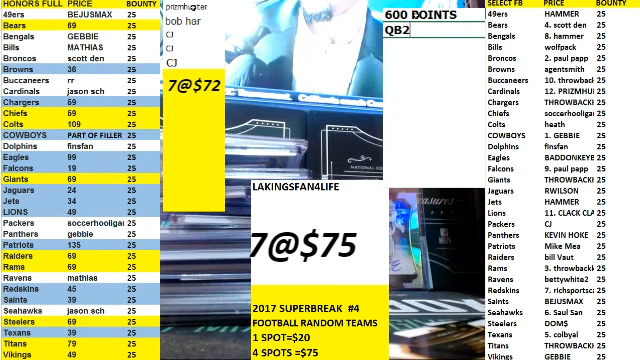 HONORS FULL PRICE BOUNTY
49ers BEJUSMAX 25
Bears 69 25
Bengals GEBBIE 25
Bills MATHIAS 25
Broncos scott den 25
Browns 36 25
Buccaneers rr 25
Cardinals jason sch 25
Chargers 69 25
Chiefs 69 25
Colts 109 25
COWBOYS PART OF FILLER
Dolphins finsfan 25
Eagles 99 25
Falcons 19 25
Giants 69 25
Jaguars 24 25
Jets 34 25
LIONS 49 25
Packers soccerhooligan 25
Panthers gebbie 25
Patriots 135 25
Raiders 69 25
Rams 69 25
Ravens mathias 25
Redskins 45 25
Saints 39 25
Seahawks jason sch 25
Steelers 69 25
Texans 39 25
Titans 79 25
Vikings 49 25
prizmhunter
bob har
CJ
CJ
CJ
7@$72
600 POINTS
QB2
LAKINGSFAN4LIFE
7@$75
2017 SUPERBREAK #4
FOOTBALL RANDOM TEAMS
1 SPOT=$20
4 SPOTS =$75
SELECT FB PRICE BOUNTY
49ers HAMMER 25
Bears 4. scott den 25
Bengals 8. hammer 25
Bills wolfpack 25
Broncos 2. paul papp 25
Browns agentsmith 25
Buccaneers 10. throwbac 25
Cardinals 12. PRIZMHU 25
Chargers THROWBACK 25
Chiefs soccerhooliga 25
Colts heath 25
COWBOYS 1. GEBBIE 25
Dolphins finsfan 25
Eagles BADDONKEYE 25
Falcons 9. paul papp 25
Giants THROWBACK 25
Jaguars RWILSON 25
Jets HAMMER 25
Lions 11. CLACK CLA 25
Packers CJ 25
Panthers KEVIN HOKE 25
Patriots Mike Mea 25
Raiders bill Vaut 25
Rams 3. throwback 25
Ravens bettywhite2 25
Redskins 7. richsports 25
Saints BEJUSMAX 25
Seahawks 6. Saul San 25
Steelers DOM$ 25
Texans 5. colbyal 25
Titans THROWBACK 25
Vikings GEBBIE 25